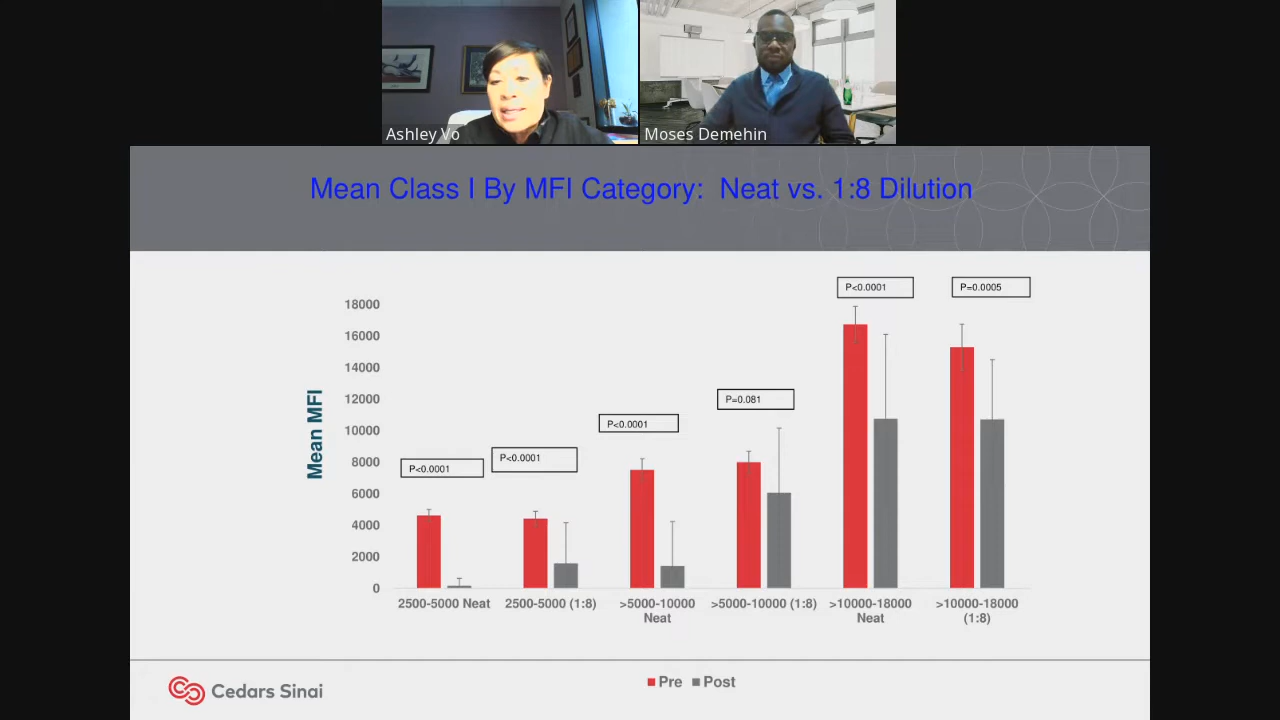 Ashley Vo
Moses Demehin
Mean Class I By MFI Category: Neat vs. 1:8 Dilution
P<0.0001
P=0.0005
18000
16000
14000
12000
10000
8000
6000
4000
2000
0
Mean MFI
P=0.081
P<0.0001
P<0.0001
P<0.0001
2500-5000 Neat
2500-5000 (1:8)
>5000-10000
Neat
>5000-10000 (1:8)
>10000-18000
Neat
>10000-18000
(1:8)
Pre
Post
Cedars Sinai